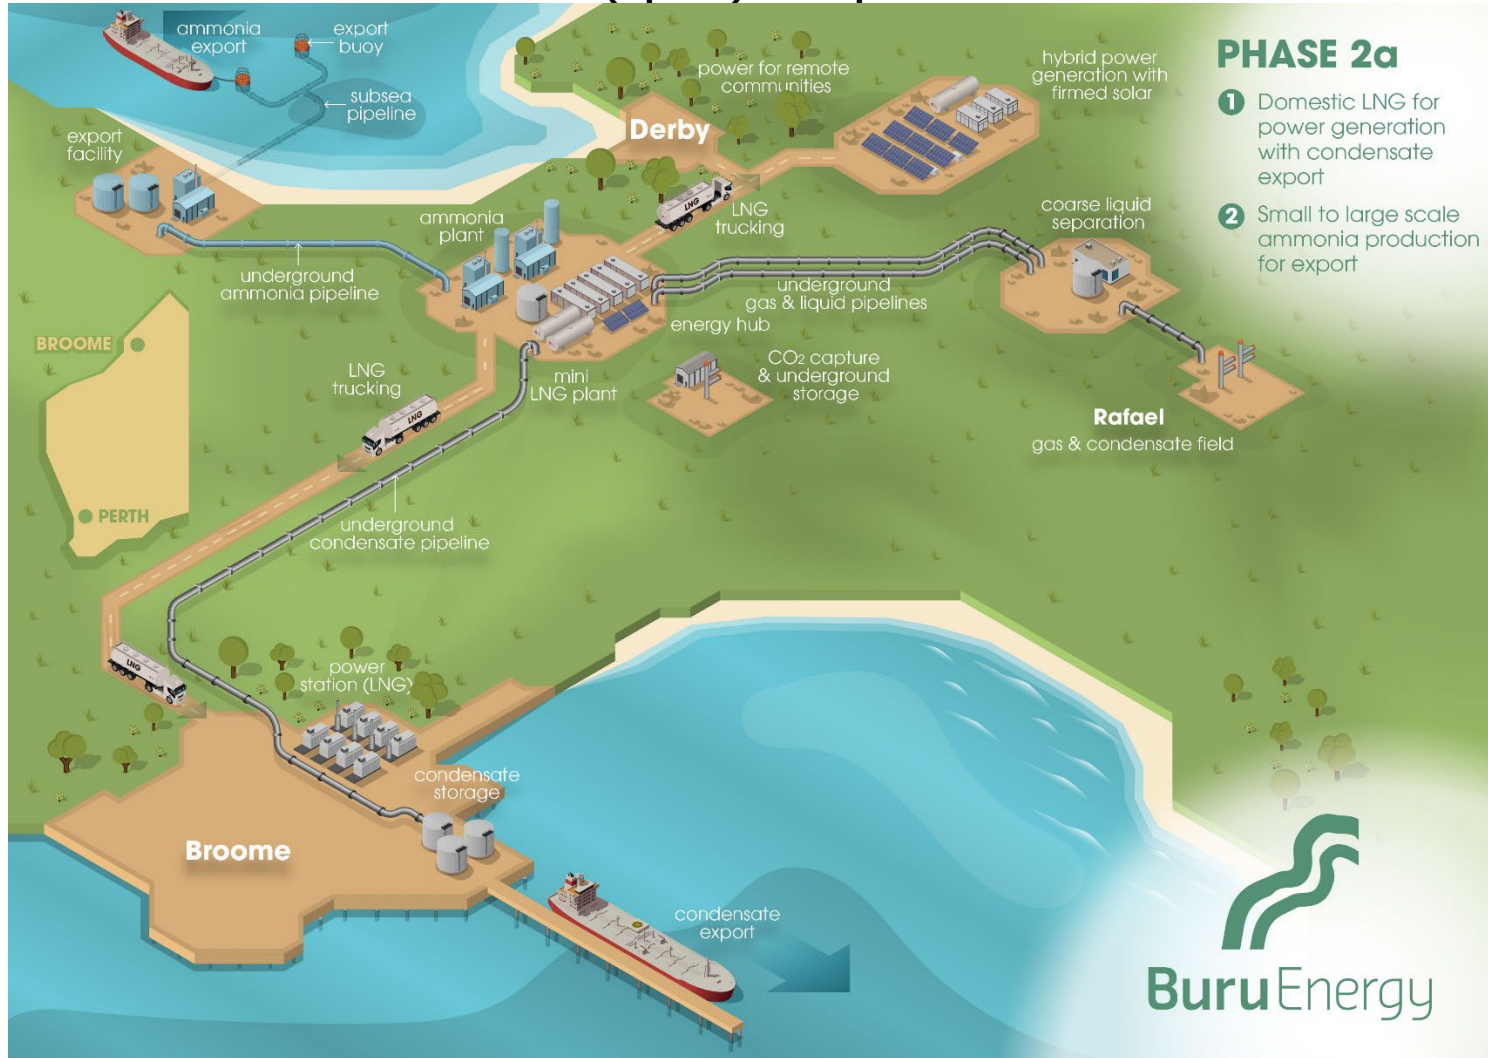 ammonia
export
export
buoy
subsea
pipeline
export
facility
power for remote
communities
hybrid power
generation with
firmed solar
PHASE 2a
1 Domestic LNG for
power generation
with condensate
export
2 Small to large scale
ammonia production
for export
Derby
LNG
LNG
trucking
coarse liquid
separation
ammonia
plant
underground
ammonia pipeline
underground
gas & liquid pipelines
energy hub
BROOME
PERTH
LNG
trucking
LNG
mini
LNG plant
CO2 capture
& underground
storage
Rafael
gas & condensate field
underground
condensate pipeline
LNG
power
station (LNG)
condensate
storage
Broome
condensate
export
Buru Energy